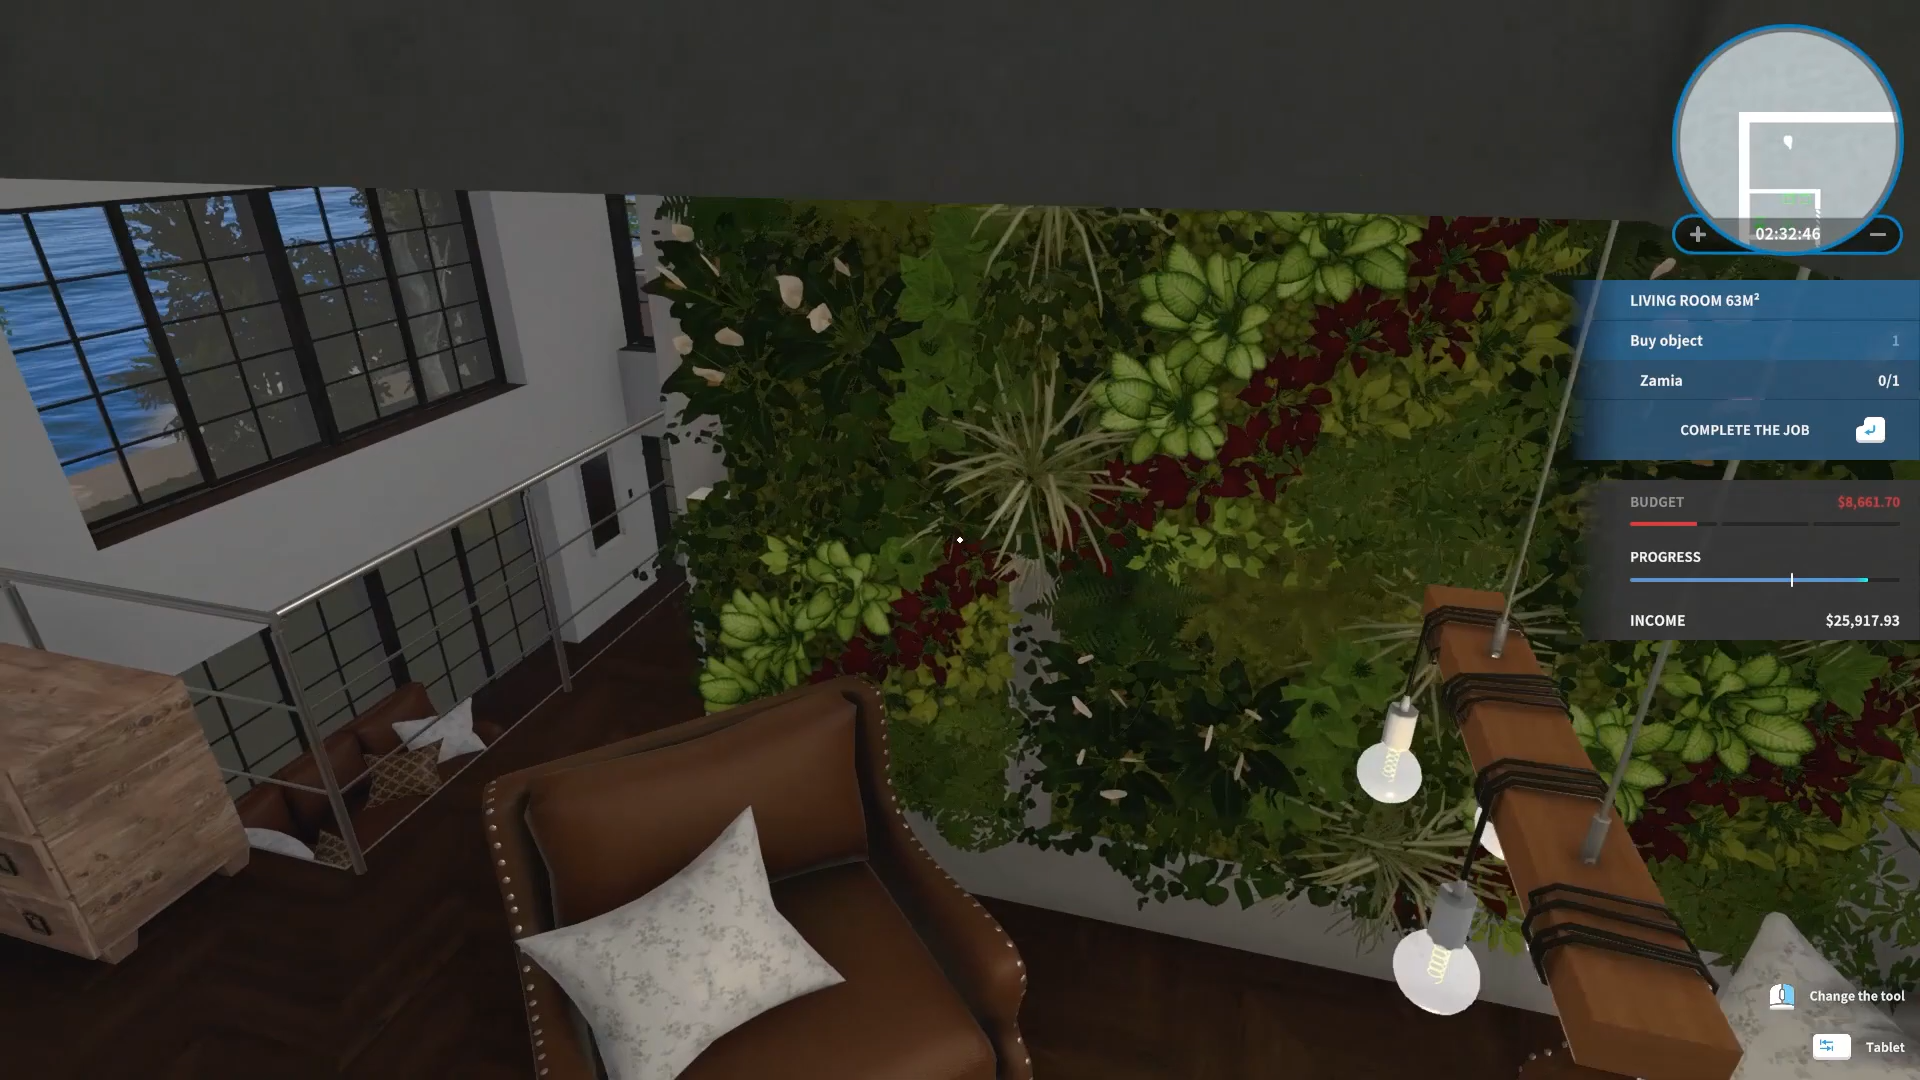 02:32:46
LIVING ROOM 63M²
Buy object 1
Zamia 0/1
COMPLETE THE JOB
BUDGET $8,661.70
PROGRESS
INCOME $25,917.93
Change the tool
Tablet